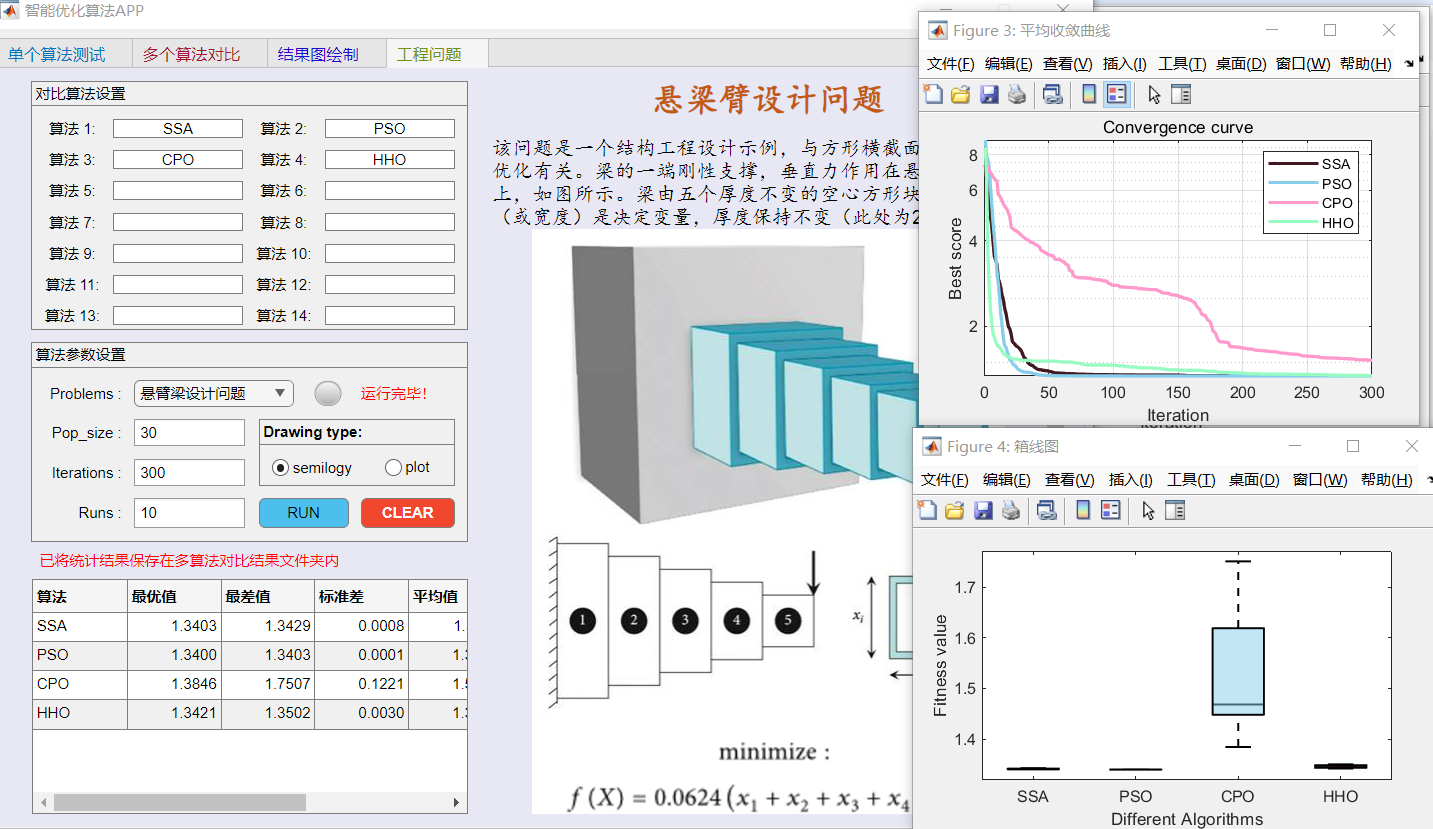 智能优化算法APP
单个算法测试 多个算法对比 结果图绘制 工程问题
对比算法设置
算法 1: SSA 算法 2: PSO
算法 3: CPO 算法 4: HHO
算法 5: 算法 6:
算法 7: 算法 8:
算法 9: 算法 10:
算法 11: 算法 12:
算法 13: 算法 14:
算法参数设置
Problems : 悬臂梁设计问题 运行完毕!
Pop_size : 30 Drawing type:
Iterations : 300 semilogy plot
Runs : 10 RUN CLEAR
已将统计结果保存在多算法对比结果文件夹内
算法 最优值 最差值 标准差 平均值
SSA 1.3403 1.3429 0.0008 1.
PSO 1.3400 1.3403 0.0001 1.
CPO 1.3846 1.7507 0.1221 1.
HHO 1.3421 1.3502 0.0030 1.
悬梁臂设计问题
该问题是一个结构工程设计示例，与方形横截面
优化有关。梁的一端刚性支撑，垂直力作用在悬
上，如图所示。梁由五个厚度不变的空心方形块
（或宽度）是决定变量，厚度保持不变（此处为2
1 2 3 4 5
xi
minimize :
f (X) = 0.0624 (x1 + x2 + x3 + x4
Figure 3: 平均收敛曲线
文件(F) 编辑(E) 查看(V) 插入(I) 工具(T) 桌面(D) 窗口(W) 帮助(H)
Convergence curve
SSA
PSO
CPO
HHO
Best score
8
6
4
2
0 50 100 150 200 250 300
Iteration
Figure 4: 箱线图
文件(F) 编辑(E) 查看(V) 插入(I) 工具(T) 桌面(D) 窗口(W) 帮助(H)
Fitness value
1.7
1.6
1.5
1.4
SSA PSO CPO HHO
Different Algorithms